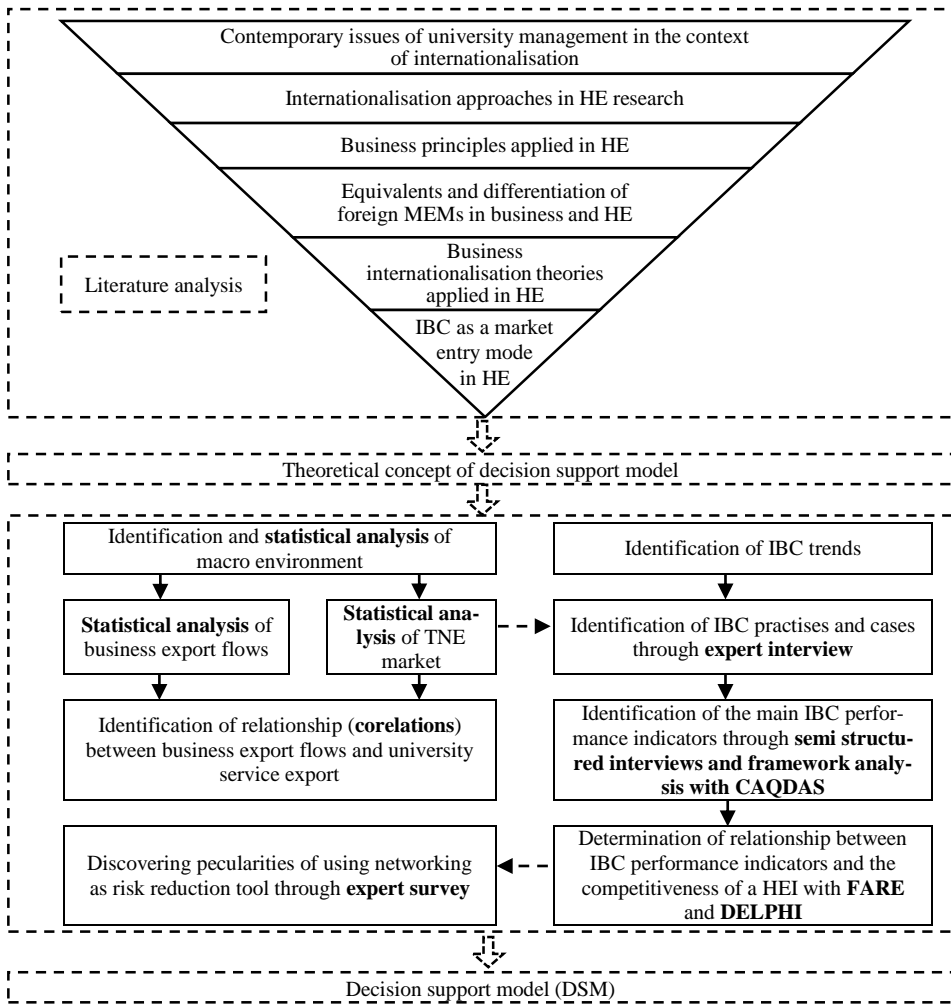 Contemporary issues of university management in the context
of internationalisation
Internationalisation approaches in HE research
Business principles applied in HE
Equivalents and differentiation of
foreign MEMs in business and HE
Business
internationalisation theories
applied in HE
Literature analysis
IBC as a market
entry mode
in HE
Theoretical concept of decision support model
Identification and statistical analysis of
macro environment
Identification of IBC trends
Statistical analysis of
business export flows
Statistical ana-
lysis of TNE
market
Identification of IBC practises and cases
through expert interview
Identification of relationship (corelations)
between business export flows and university
service export
Identification of the main IBC perfor-
mance indicators through semi structu-
red interviews and framework analy-
sis with CAQDAS
Discovering pecularities of using networking
as risk reduction tool through expert survey
Determination of relationship between
IBC performance indicators and the
competitiveness of a HEI with FARE
and DELPHI
Decision support model (DSM)